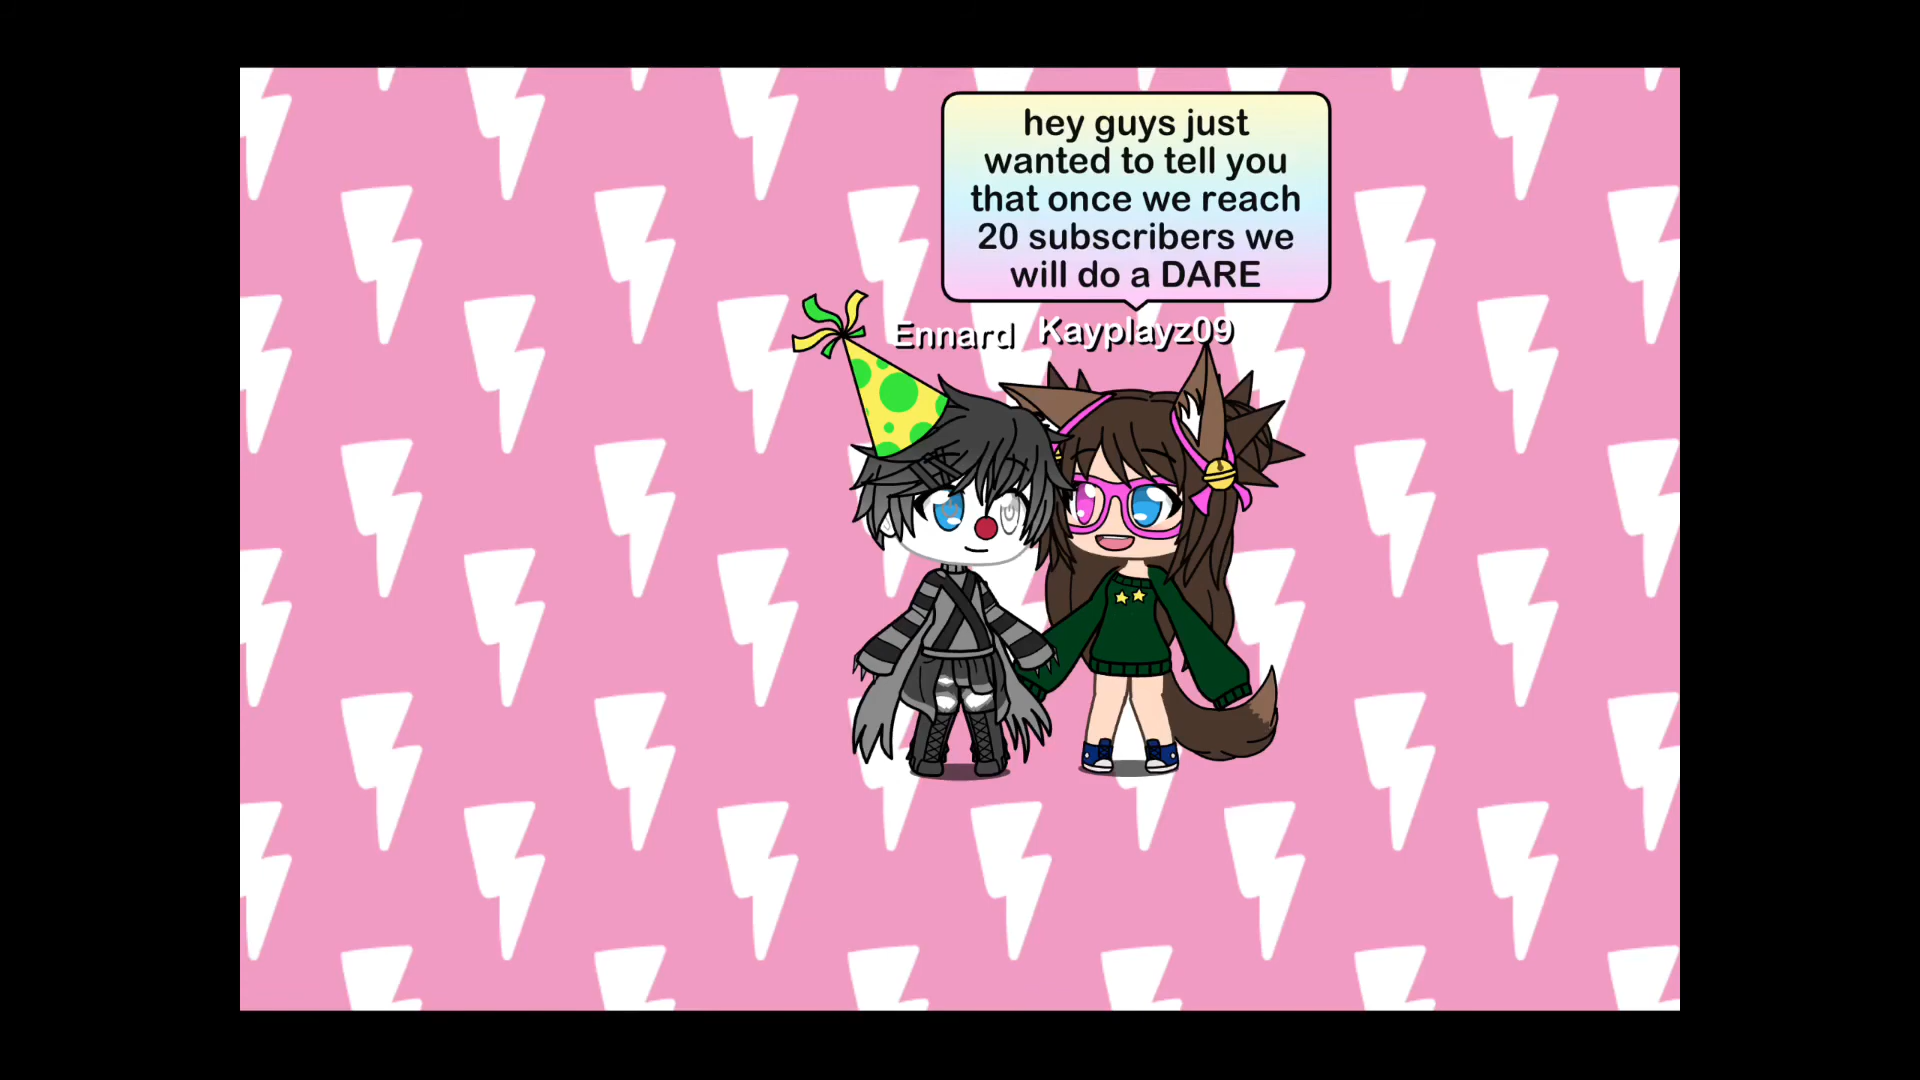 hey guys just
wanted to tell you
that once we reach
20 subscribers we
will do a DARE
Ennard
Kayplayz09